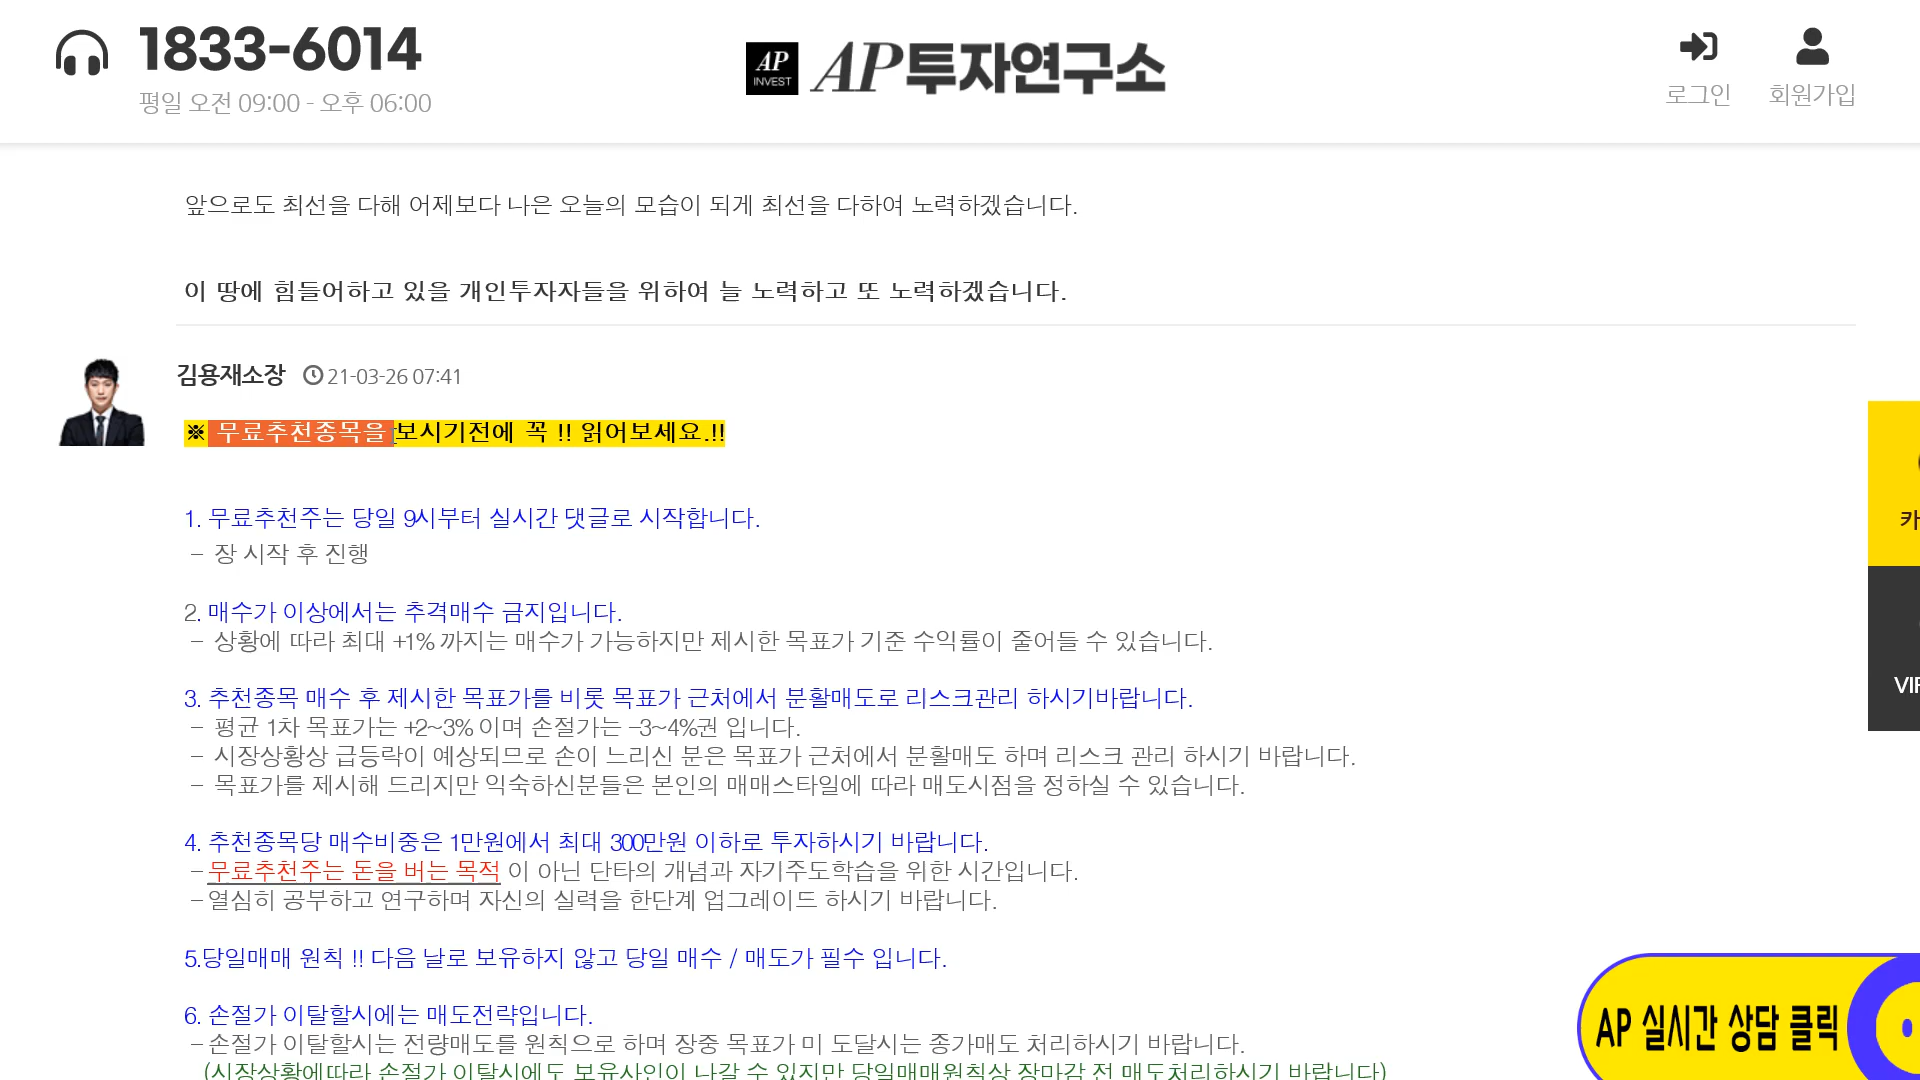 1833-6014
평일 오전 09:00 - 오후 06:00
AP INVEST
AP투자연구소
로그인
회원가입
앞으로도 최선을 다해 어제보다 나은 오늘의 모습이 되게 최선을 다하여 노력하겠습니다.
이 땅에 힘들어하고 있을 개인투자자들을 위하여 늘 노력하고 또 노력하겠습니다.
김용재소장 21-03-26 07:41
※ 무료추천종목을 보시기전에 꼭 !! 읽어보세요.!!
1. 무료추천주는 당일 9시부터 실시간 댓글로 시작합니다.
- 장 시작 후 진행
2. 매수가 이상에서는 추격매수 금지입니다.
- 상황에 따라 최대 +1% 까지는 매수가 가능하지만 제시한 목표가 기준 수익률이 줄어들 수 있습니다.
3. 추천종목 매수 후 제시한 목표가를 비롯 목표가 근처에서 분할매도로 리스크관리 하시기바랍니다.
- 평균 1차 목표가는 +2~3% 이며 손절가는 -3~4%권 입니다.
- 시장상황상 급등락이 예상되므로 손이 느리신 분은 목표가 근처에서 분할매도 하며 리스크 관리 하시기 바랍니다.
- 목표가를 제시해 드리지만 익숙하신분들은 본인의 매매스타일에 따라 매도시점을 정하실 수 있습니다.
카
4. 추천종목당 매수비중은 1만원에서 최대 300만원 이하로 투자하시기 바랍니다.
-무료추천주는 돈을 버는 목적 이 아닌 단타의 개념과 자기주도학습을 위한 시간입니다.
-열심히 공부하고 연구하며 자신의 실력을 한단계 업그레이드 하시기 바랍니다.
VIP
5.당일매매 원칙 !! 다음 날로 보유하지 않고 당일 매수 / 매도가 필수 입니다.
6. 손절가 이탈할시에는 매도전략입니다.
-손절가 이탈할시는 전량매도를 원칙으로 하며 장중 목표가 미 도달시는 종가매도 처리하시기 바랍니다.
(시장상황에따라 손절가 이탈시에도 보유사인이 나갈 수 있지만 당일매매원칙상 장마감 전 매도처리하시기 바랍니다)
AP 실시간 상담 클릭